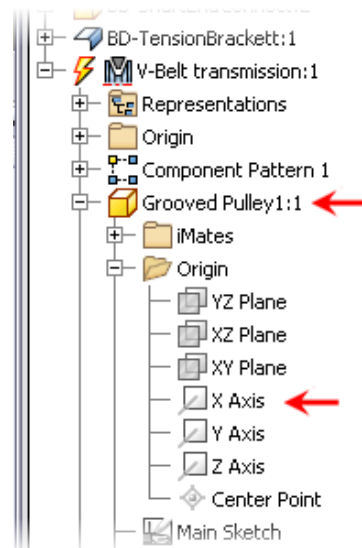 BD-TensionBrackett:1
V-Belt transmission:1
Representations
Origin
Component Pattern 1
Grooved Pulley1:1
iMates
Origin
YZ Plane
XZ Plane
XY Plane
X Axis
Y Axis
Z Axis
Center Point
Main Sketch